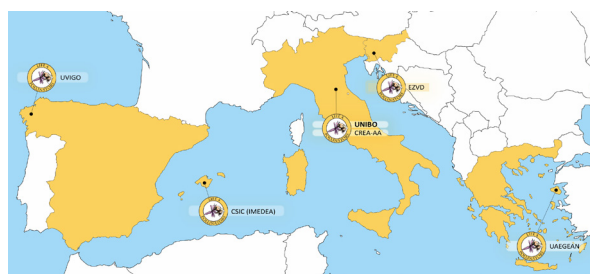 UVIGO
EZVD
UNIBO
CREA-AA
CSIC (IMEDEA)
UAEGEAN